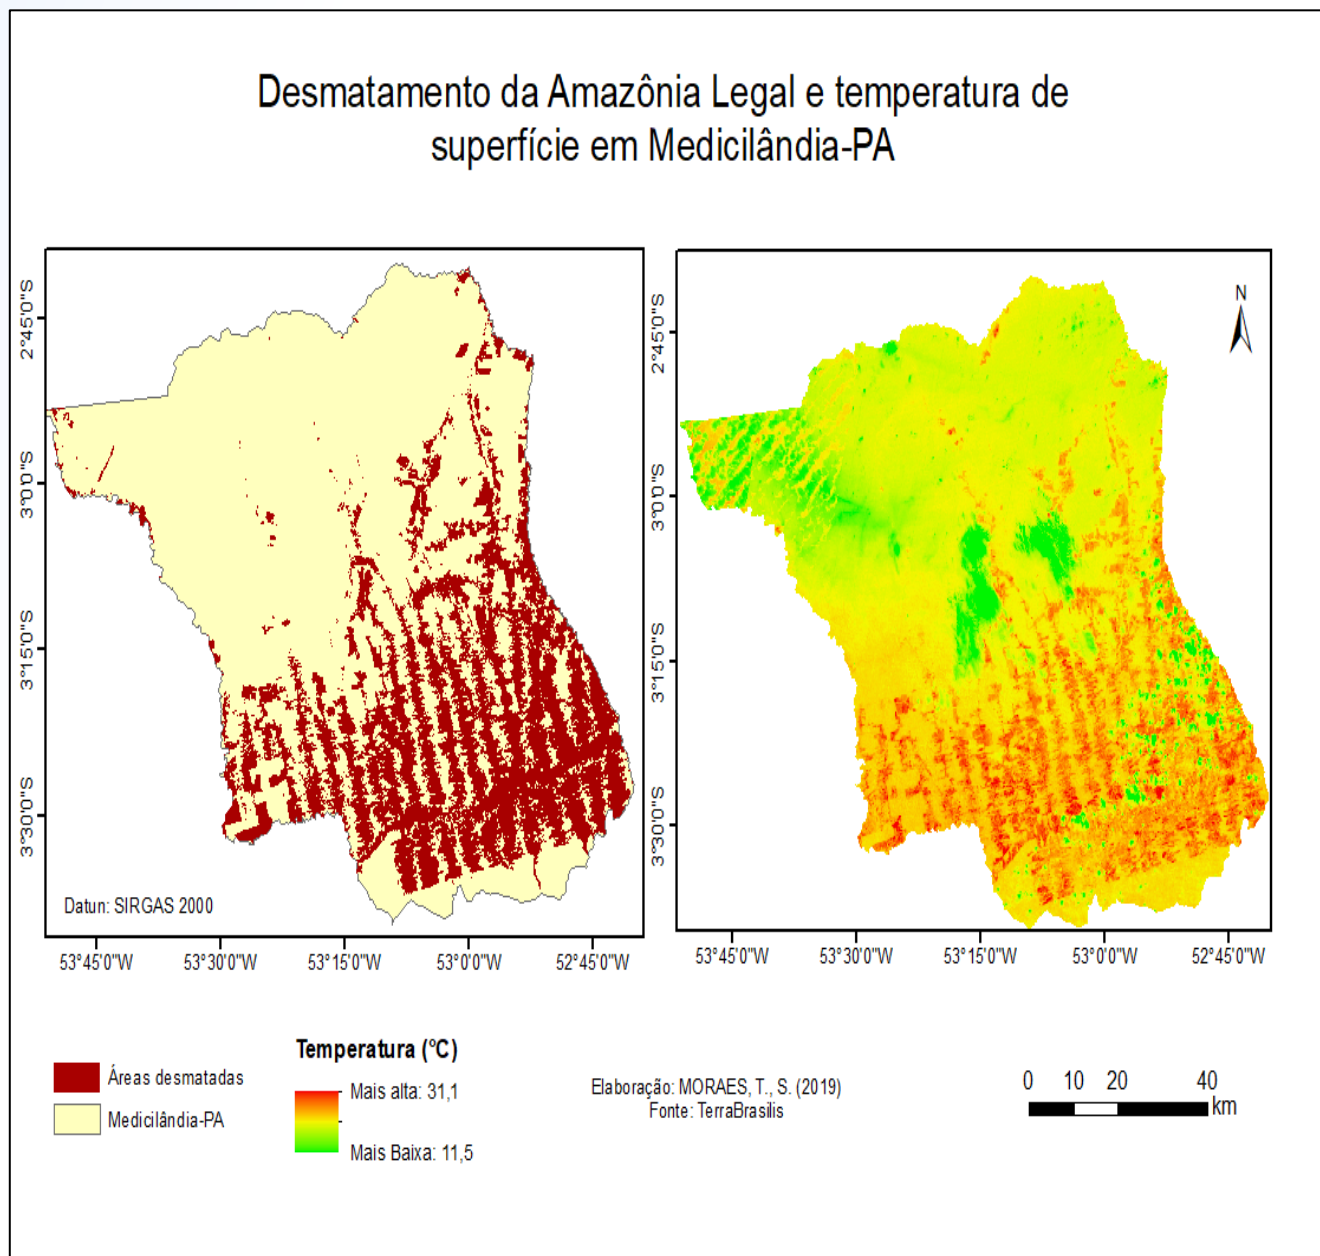 Desmatamento da Amazônia Legal e temperatura de
superfície em Medicilândia-PA
2°45'0"S
3°0'0"S
3°15'0"S
3°30'0"S
Datun: SIRGAS 2000
53°45'0"W
53°30'0"W
53°15'0"W
53°0'0"W
52°45'0"W
N
2°45'0"S
3°0'0"S
3°15'0"S
3°30'0"S
53°45'0"W
53°30'0"W
53°15'0"W
53°0'0"W
52°45'0"W
Áreas desmatadas
Medicilândia-PA
Temperatura (°C)
Mais alta: 31,1
Mais Baixa: 11,5
Elaboração: MORAES, T., S. (2019)
Fonte: TerraBrasilis
0 10 20 40
km